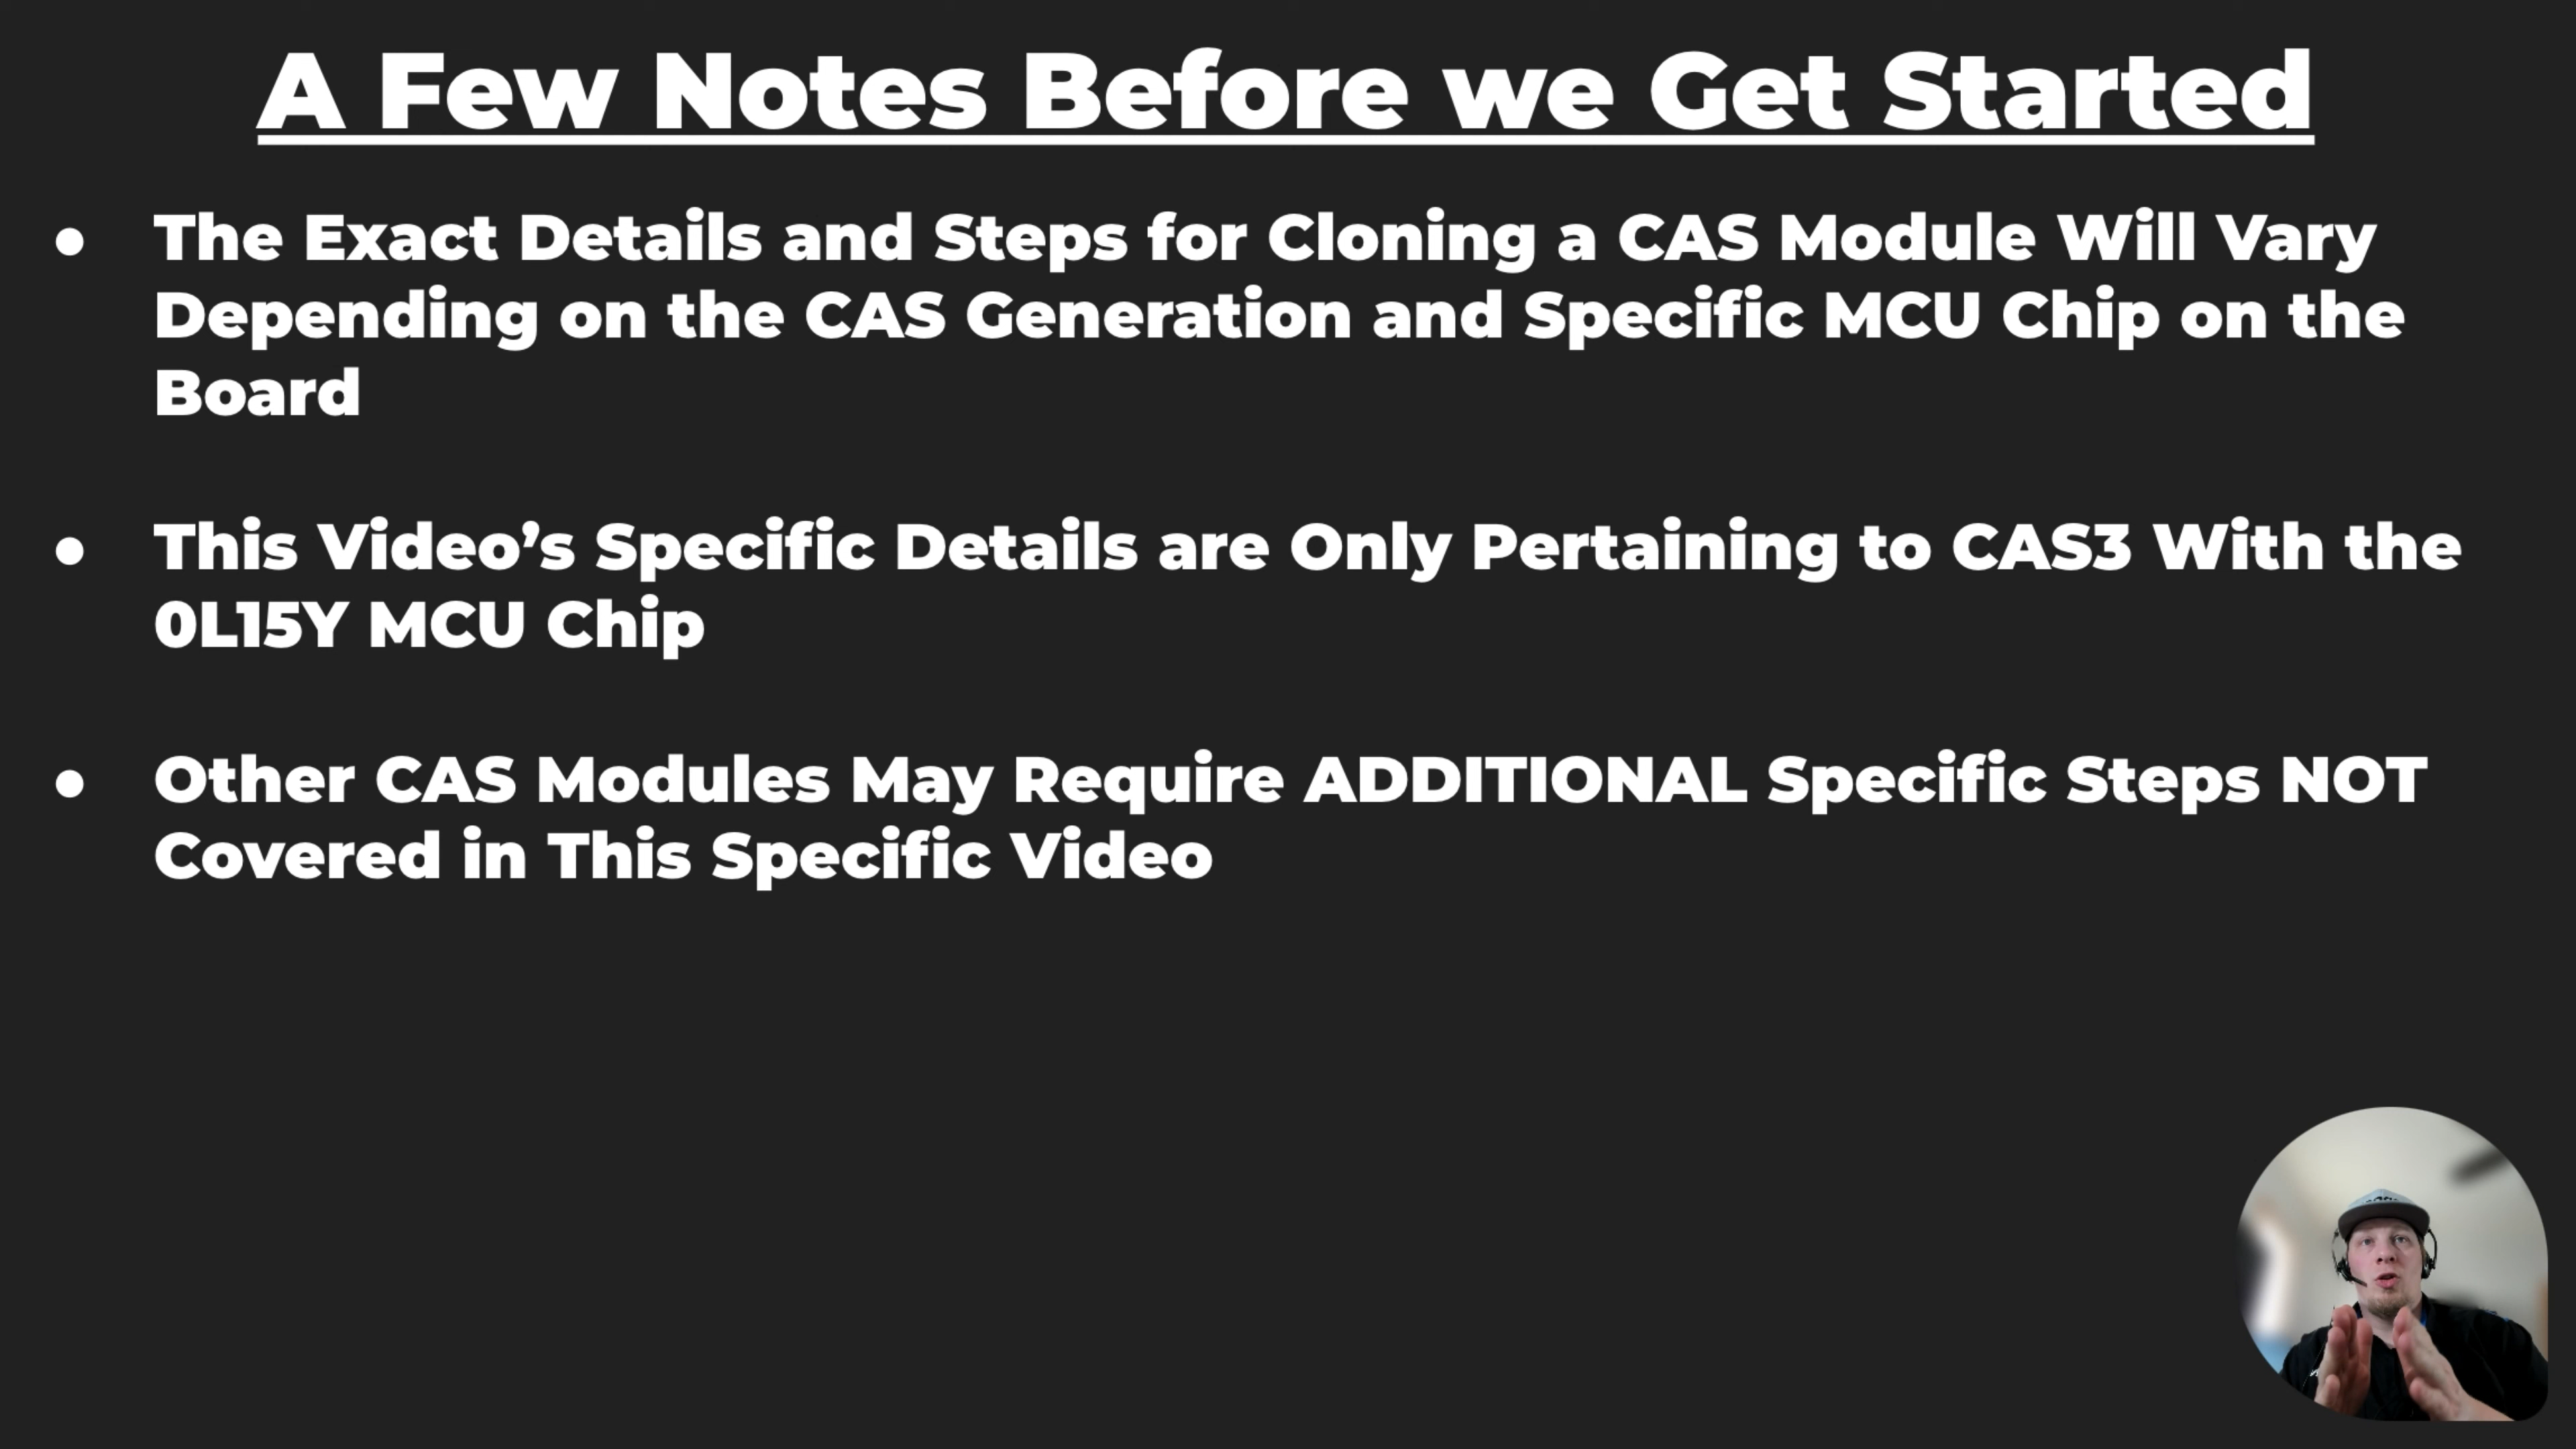 A Few Notes Before we Get Started
● The Exact Details and Steps for Cloning a CAS Module Will Vary
Depending on the CAS Generation and Specific MCU Chip on the
Board
● This Video’s Specific Details are Only Pertaining to CAS3 With the
0L15Y MCU Chip
● Other CAS Modules May Require ADDITIONAL Specific Steps NOT
Covered in This Specific Video